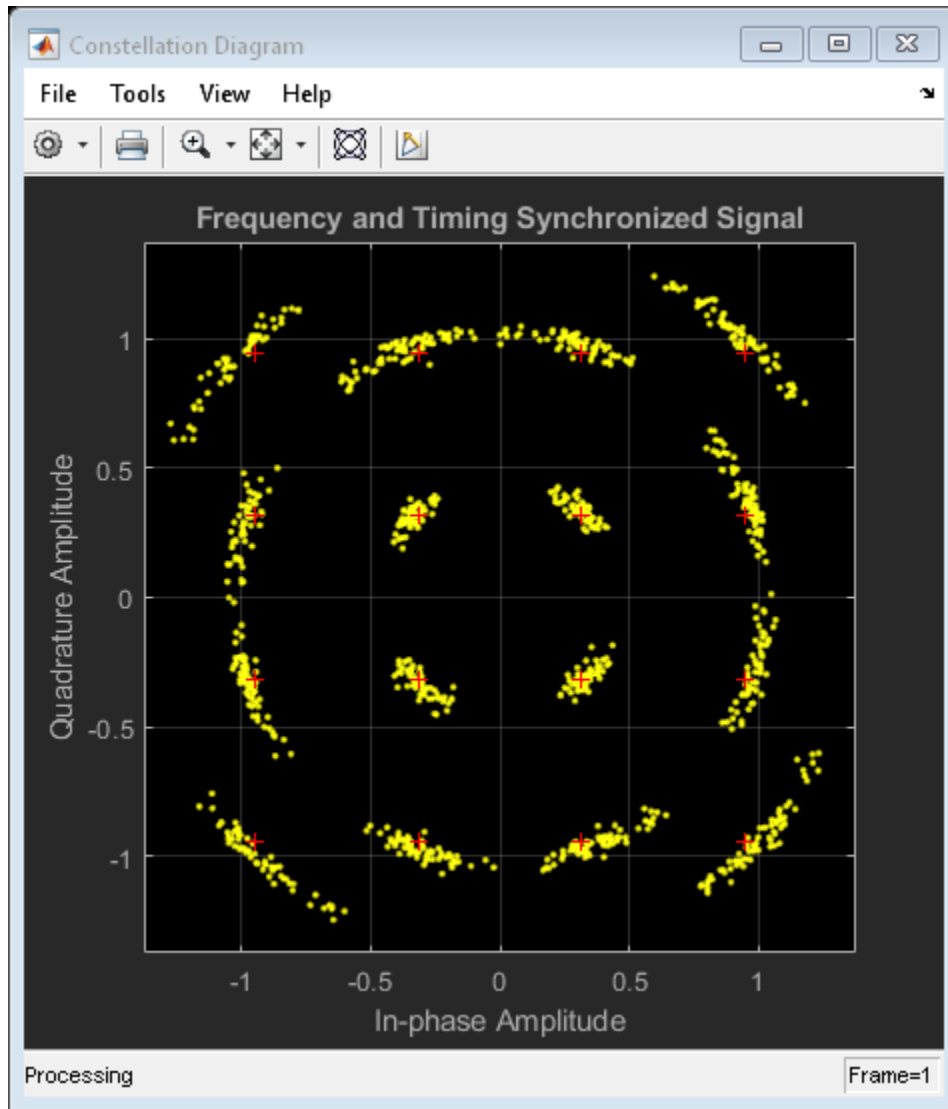 Constellation Diagram
File Tools View Help
Frequency and Timing Synchronized Signal
Quadrature Amplitude
1
0.5
0
-0.5
-1
-1 -0.5 0 0.5 1
In-phase Amplitude
Processing Frame=1